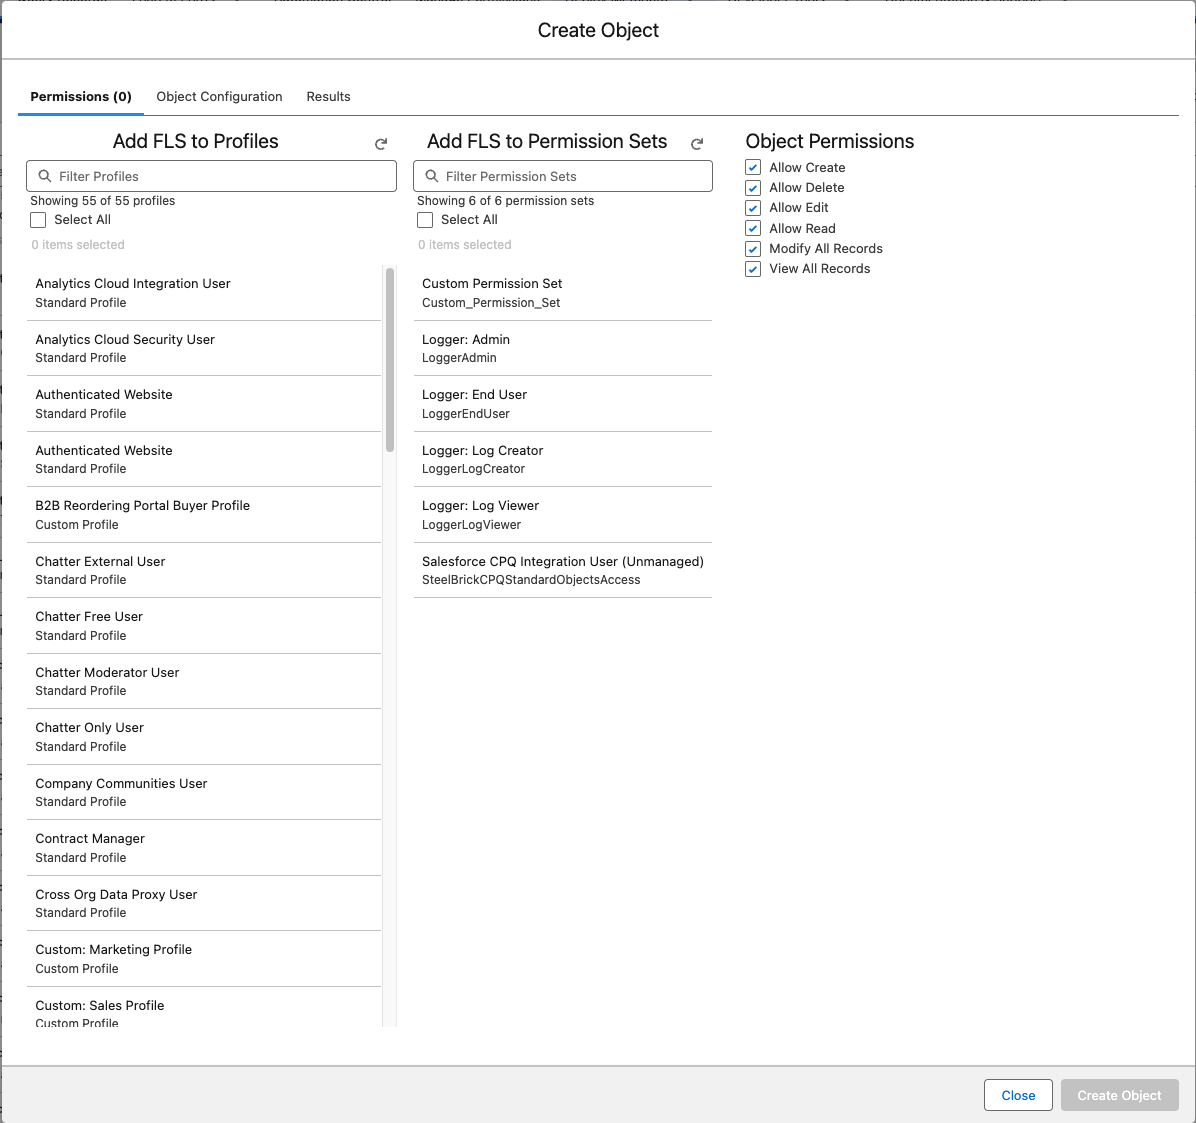 Create Object
Permissions (0)
Object Configuration
Results
Add FLS to Profiles
Filter Profiles
Showing 55 of 55 profiles
Select All
0 items selected
Analytics Cloud Integration User
Standard Profile
Analytics Cloud Security User
Standard Profile
Authenticated Website
Standard Profile
Authenticated Website
Standard Profile
B2B Reordering Portal Buyer Profile
Custom Profile
Chatter External User
Standard Profile
Chatter Free User
Standard Profile
Chatter Moderator User
Standard Profile
Chatter Only User
Standard Profile
Company Communities User
Standard Profile
Contract Manager
Standard Profile
Cross Org Data Proxy User
Standard Profile
Custom: Marketing Profile
Custom Profile
Custom: Sales Profile
Custom Profile
Add FLS to Permission Sets
Filter Permission Sets
Showing 6 of 6 permission sets
Select All
0 items selected
Custom Permission Set
Custom_Permission_Set
Logger: Admin
LoggerAdmin
Logger: End User
LoggerEndUser
Logger: Log Creator
LoggerLogCreator
Logger: Log Viewer
LoggerLogViewer
Salesforce CPQ Integration User (Unmanaged)
SteelBrickCPQStandardObjectsAccess
Object Permissions
Allow Create
Allow Delete
Allow Edit
Allow Read
Modify All Records
View All Records
Close
Create Object